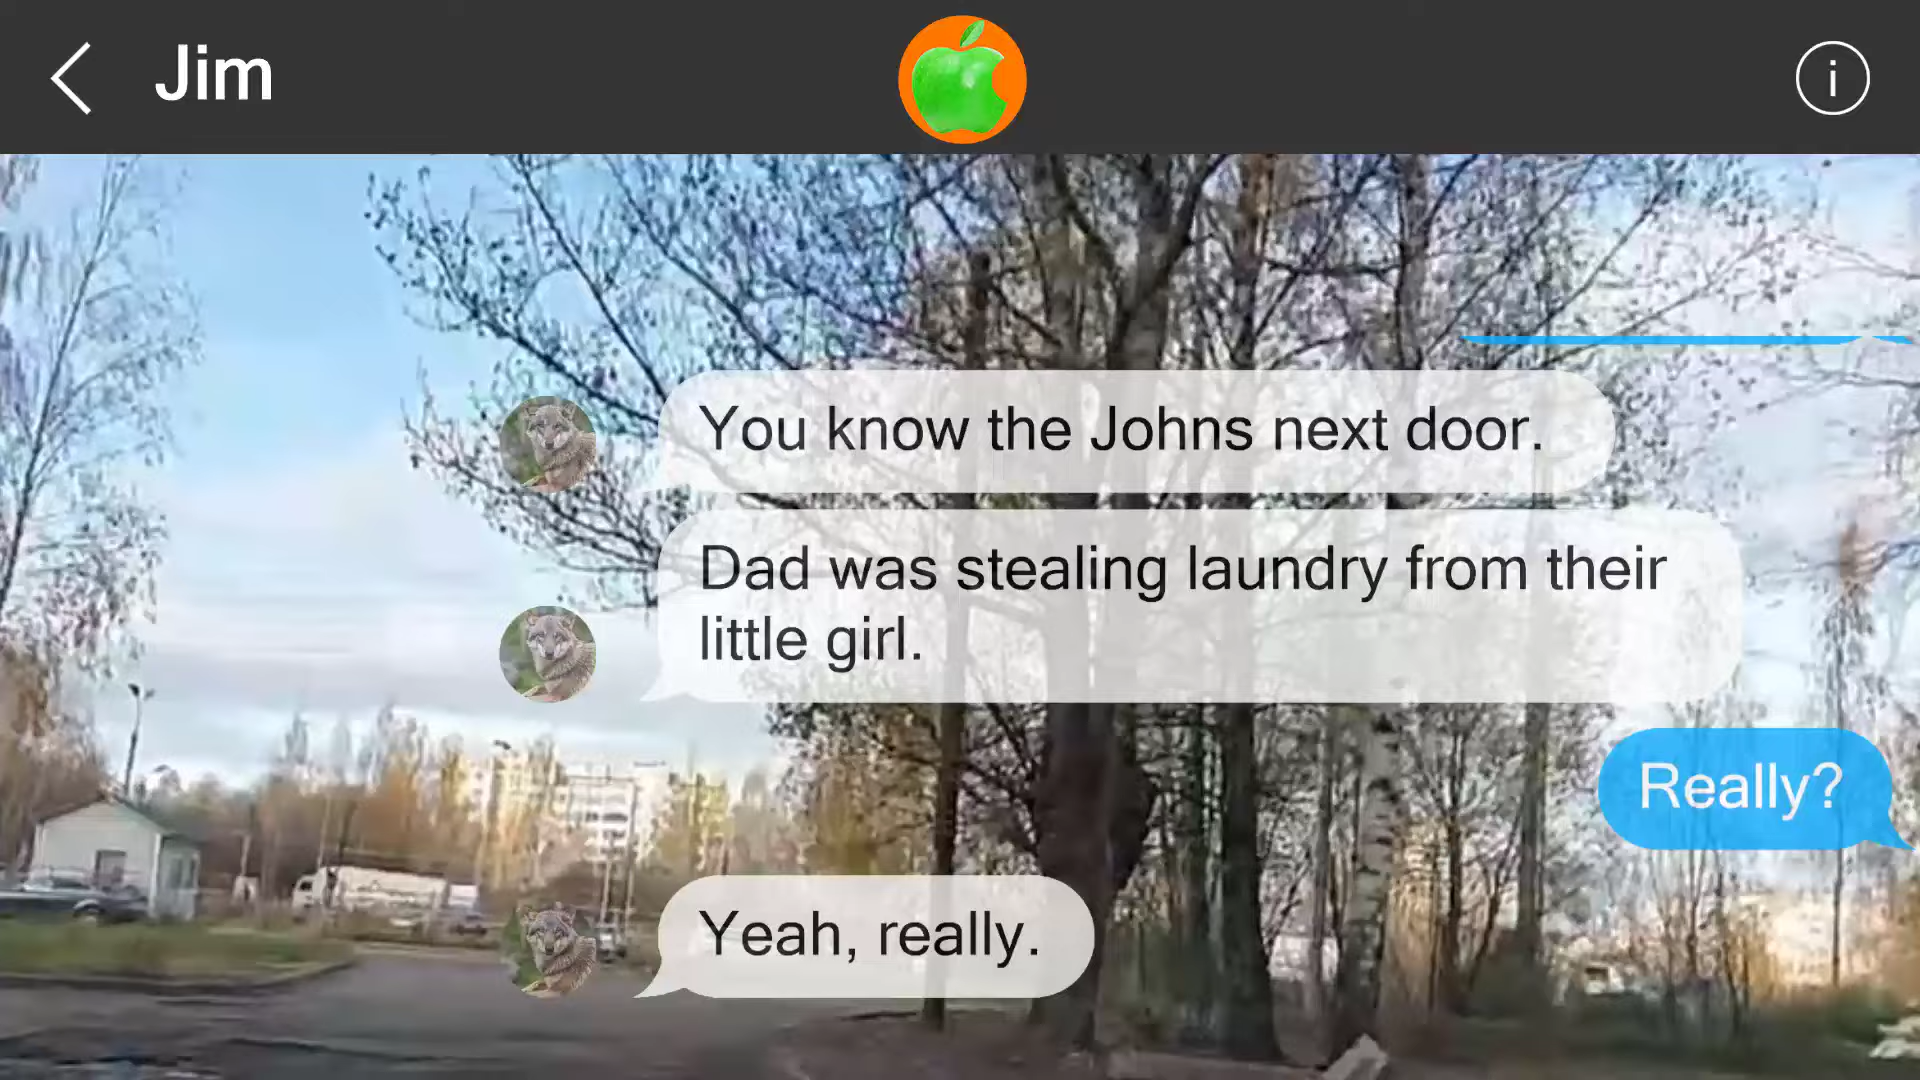 Jim
i
You know the Johns next door.
Dad was stealing laundry from their
little girl.
Really?
Yeah, really.